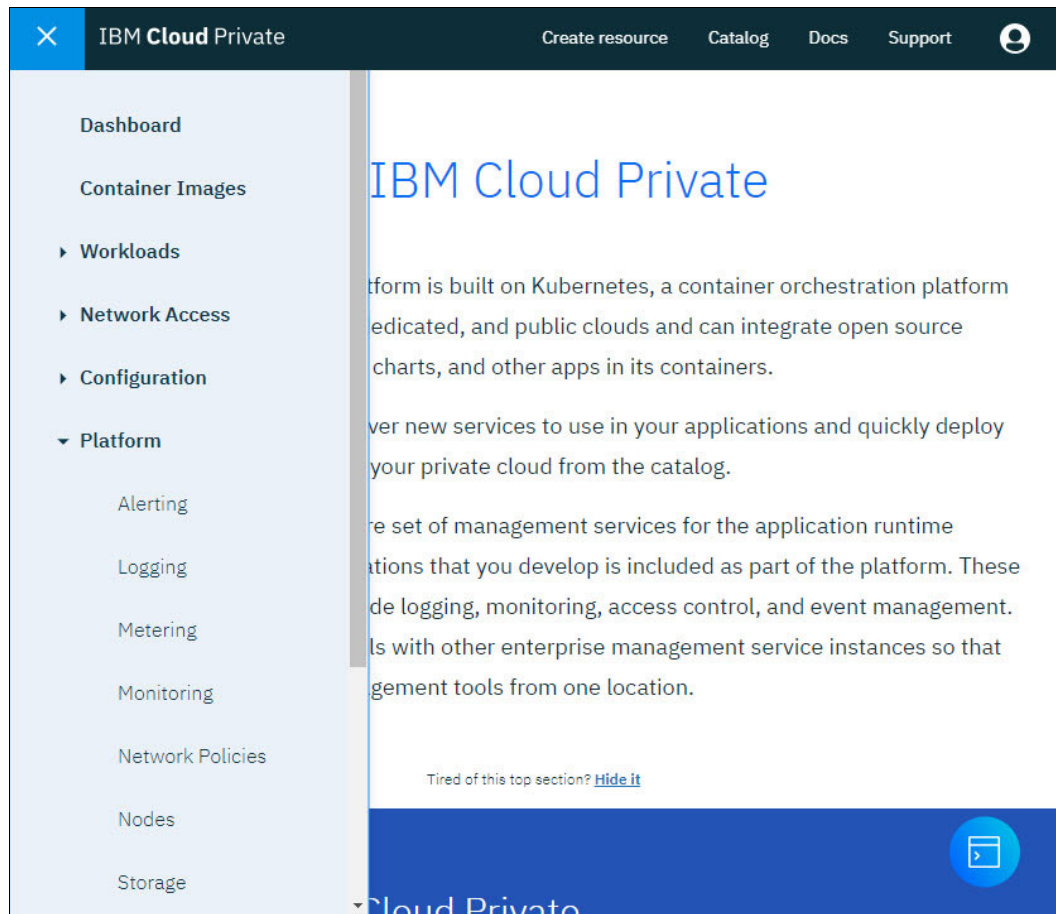 IBM Cloud Private
Create resource
Catalog
Docs
Support
Dashboard
Container Images
Workloads
Network Access
Configuration
Platform
Alerting
Logging
Metering
Monitoring
Network Policies
Nodes
Storage
IBM Cloud Private
tform is built on Kubernetes, a container orchestration platform
edicated, and public clouds and can integrate open source
charts, and other apps in its containers.
ver new services to use in your applications and quickly deploy
your private cloud from the catalog.
re set of management services for the application runtime
ations that you develop is included as part of the platform. These
de logging, monitoring, access control, and event management.
ls with other enterprise management service instances so that
gement tools from one location.
Tired of this top section? Hide it
Cloud Private